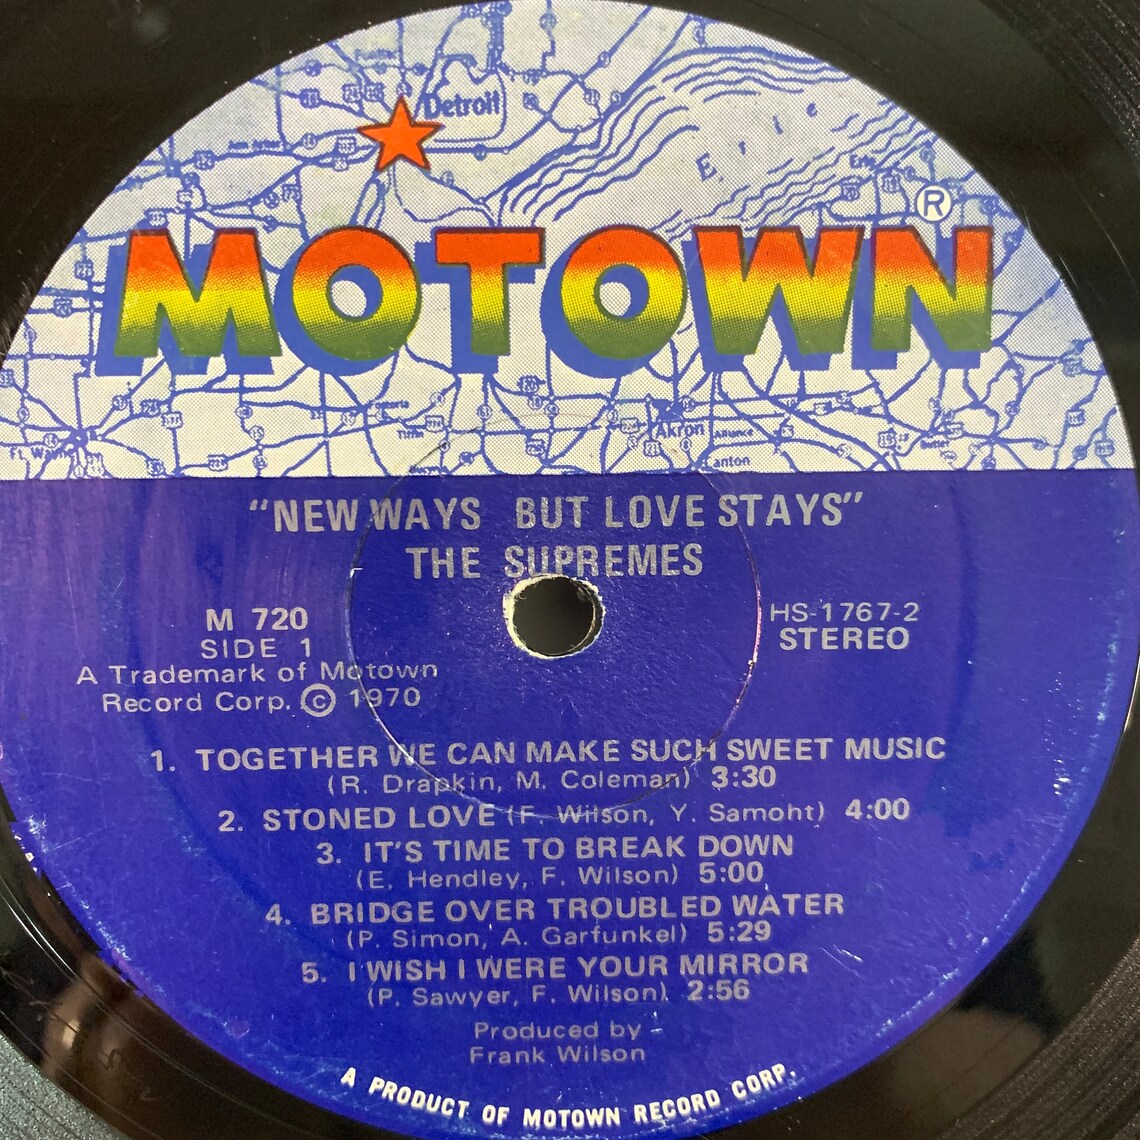 Detroit
E
Erie
MOTOWN®
Akron
Canton
Ft. Wayne
"NEW WAYS BUT LOVE STAYS"
THE SUPREMES
M 720
SIDE 1
A Trademark of Motown
Record Corp. © 1970
HS-1767-2
STEREO
1. TOGETHER WE CAN MAKE SUCH SWEET MUSIC
(R. Drapkin, M. Coleman) 3:30
2. STONED LOVE (F. Wilson, Y. Samoht) 4:00
3. IT'S TIME TO BREAK DOWN
(E. Hendley, F. Wilson) 5:00
4. BRIDGE OVER TROUBLED WATER
(P. Simon, A. Garfunkel) 5:29
5. I WISH I WERE YOUR MIRROR
(P. Sawyer, F. Wilson) 2:56
Produced by -
Frank Wilson
A PRODUCT OF MOTOWN RECORD CORP.